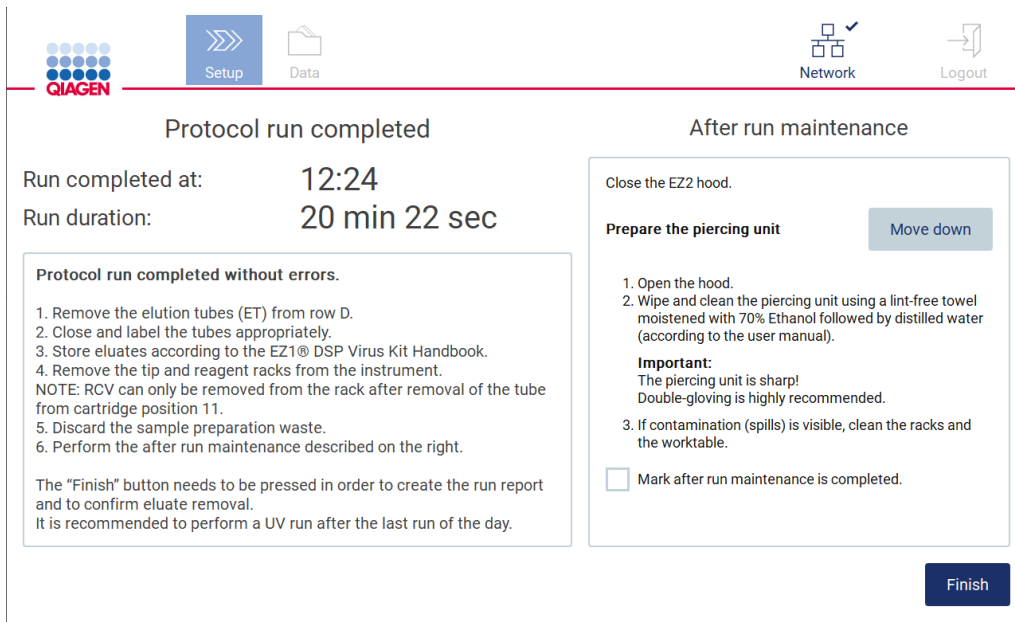 QIAGEN
Setup
Data
Network
Logout
Protocol run completed
Run completed at: 12:24
Run duration: 20 min 22 sec
Protocol run completed without errors.
1. Remove the elution tubes (ET) from row D.
2. Close and label the tubes appropriately.
3. Store eluates according to the EZ1® DSP Virus Kit Handbook.
4. Remove the tip and reagent racks from the instrument.
NOTE: RCV can only be removed from the rack after removal of the tube
from cartridge position 11.
5. Discard the sample preparation waste.
6. Perform the after run maintenance described on the right.
The “Finish” button needs to be pressed in order to create the run report
and to confirm eluate removal.
It is recommended to perform a UV run after the last run of the day.
After run maintenance
Close the EZ2 hood.
Prepare the piercing unit
Move down
1. Open the hood.
2. Wipe and clean the piercing unit using a lint-free towel
moistened with 70% Ethanol followed by distilled water
(according to the user manual).
Important:
The piercing unit is sharp!
Double-gloving is highly recommended.
3. If contamination (spills) is visible, clean the racks and
the worktable.
Mark after run maintenance is completed.
Finish